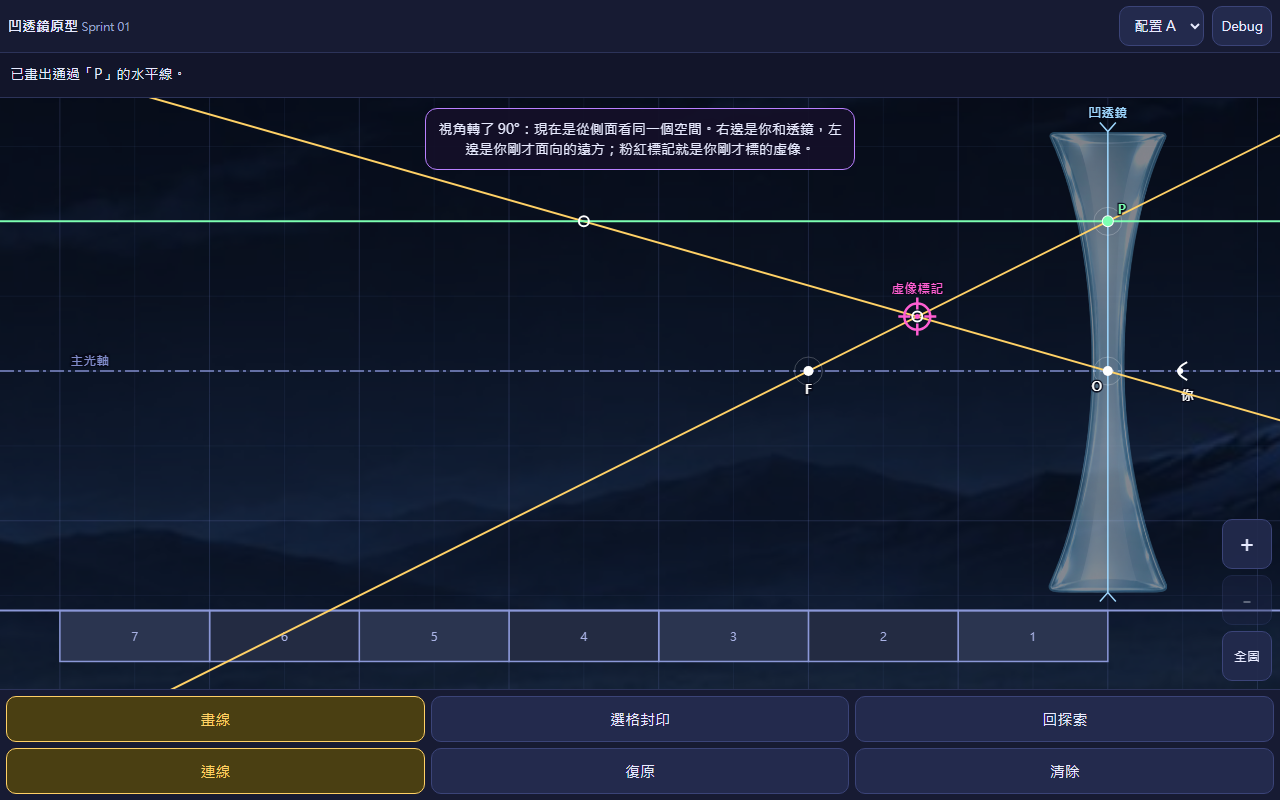 凹透鏡原型 Sprint 01
配置 A
Debug
已畫出通過「P」的水平線。
視角轉了 90°：現在是從側面看同一個空間。右邊是你和透鏡，左
邊是你剛才面向的遠方；粉紅標記就是你剛才標的虛像。
凹透鏡
P
虛像標記
主光軸
F
O
你
+
−
7
6
5
4
3
2
1
全圖
畫線
選格封印
回探索
連線
復原
清除